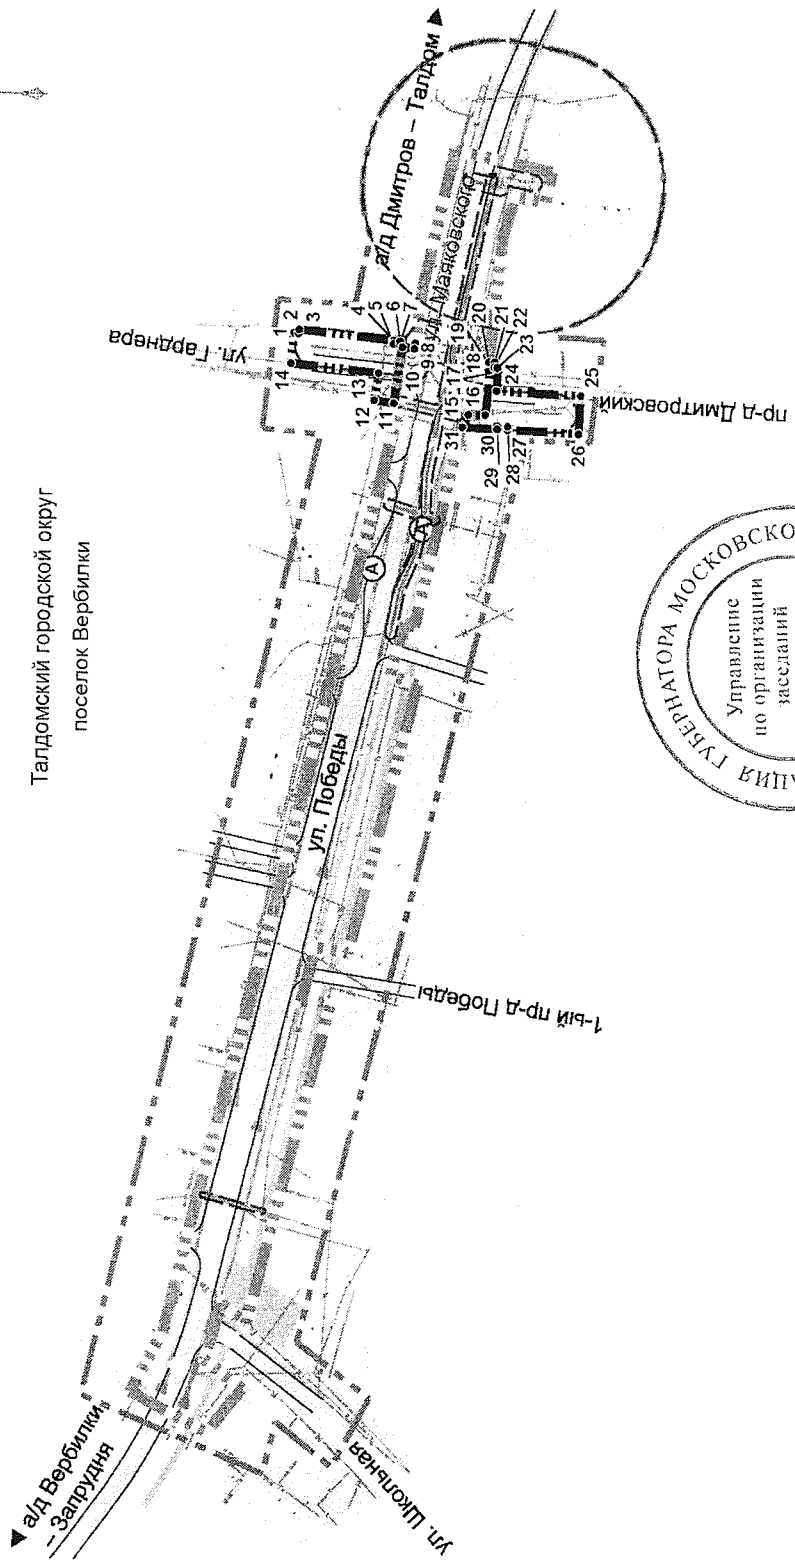 Талдомский городской округ
поселок Вербилки
а/д Вербилки
– Запрудня
ул. Школьная
1-ый пр-д Победы
ул. Победы
А
А
ул. Гарднера
ул. Маяковского
а/д Дмитров – Талдом
пр-д Дмитровский
1
2
3
4
5
6
7
8
9
10
11
12
13
14
15
16
17
18
19
20
21
22
23
24
25
26
27
28
29
30
31
АЦИЯ ГУБЕРНАТОРА МОСКОВСКО
Управление
по организации
заседаний